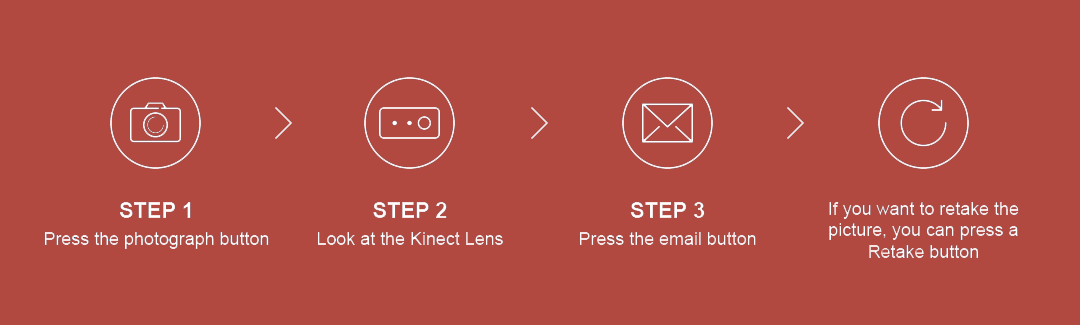 STEP 1
Press the photograph button
STEP 2
Look at the Kinect Lens
STEP 3
Press the email button
If you want to retake the
picture, you can press a
Retake button